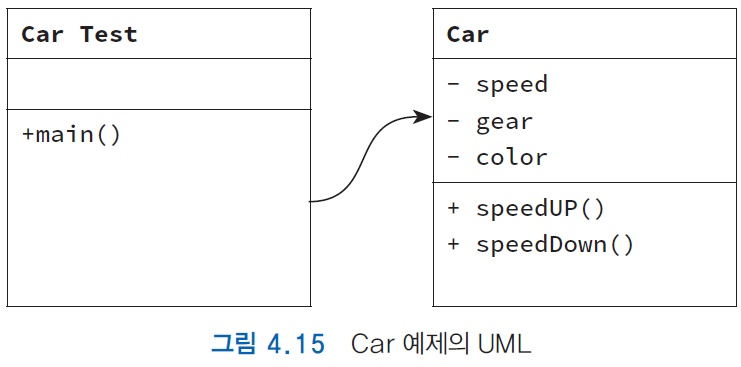 Car Test
+main()
Car
- speed
- gear
- color
+ speedUP()
+ speedDown()
그림 4.15 Car 예제의 UML